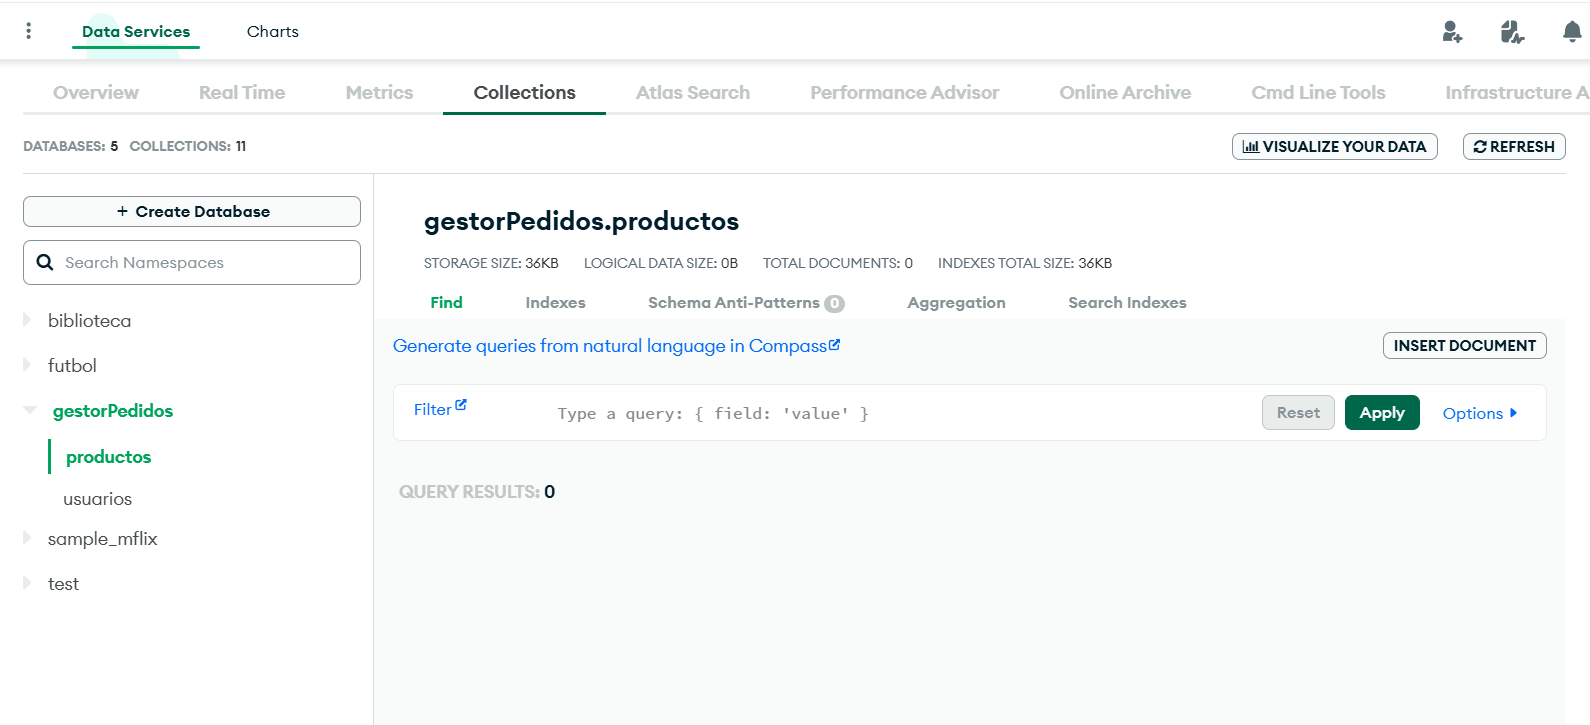 Data Services Charts
Overview Real Time Metrics Collections Atlas Search Performance Advisor Online Archive Cmd Line Tools Infrastructure A
DATABASES: 5 COLLECTIONS: 11
VISUALIZE YOUR DATA REFRESH
+ Create Database
Search Namespaces
biblioteca
futbol
gestorPedidos
productos
usuarios
sample_mflix
test
gestorPedidos.productos
STORAGE SIZE: 36KB LOGICAL DATA SIZE: 0B TOTAL DOCUMENTS: 0 INDEXES TOTAL SIZE: 36KB
Find Indexes Schema Anti-Patterns 0 Aggregation Search Indexes
Generate queries from natural language in Compass
INSERT DOCUMENT
Filter Type a query: { field: 'value' } Reset Apply Options
QUERY RESULTS: 0